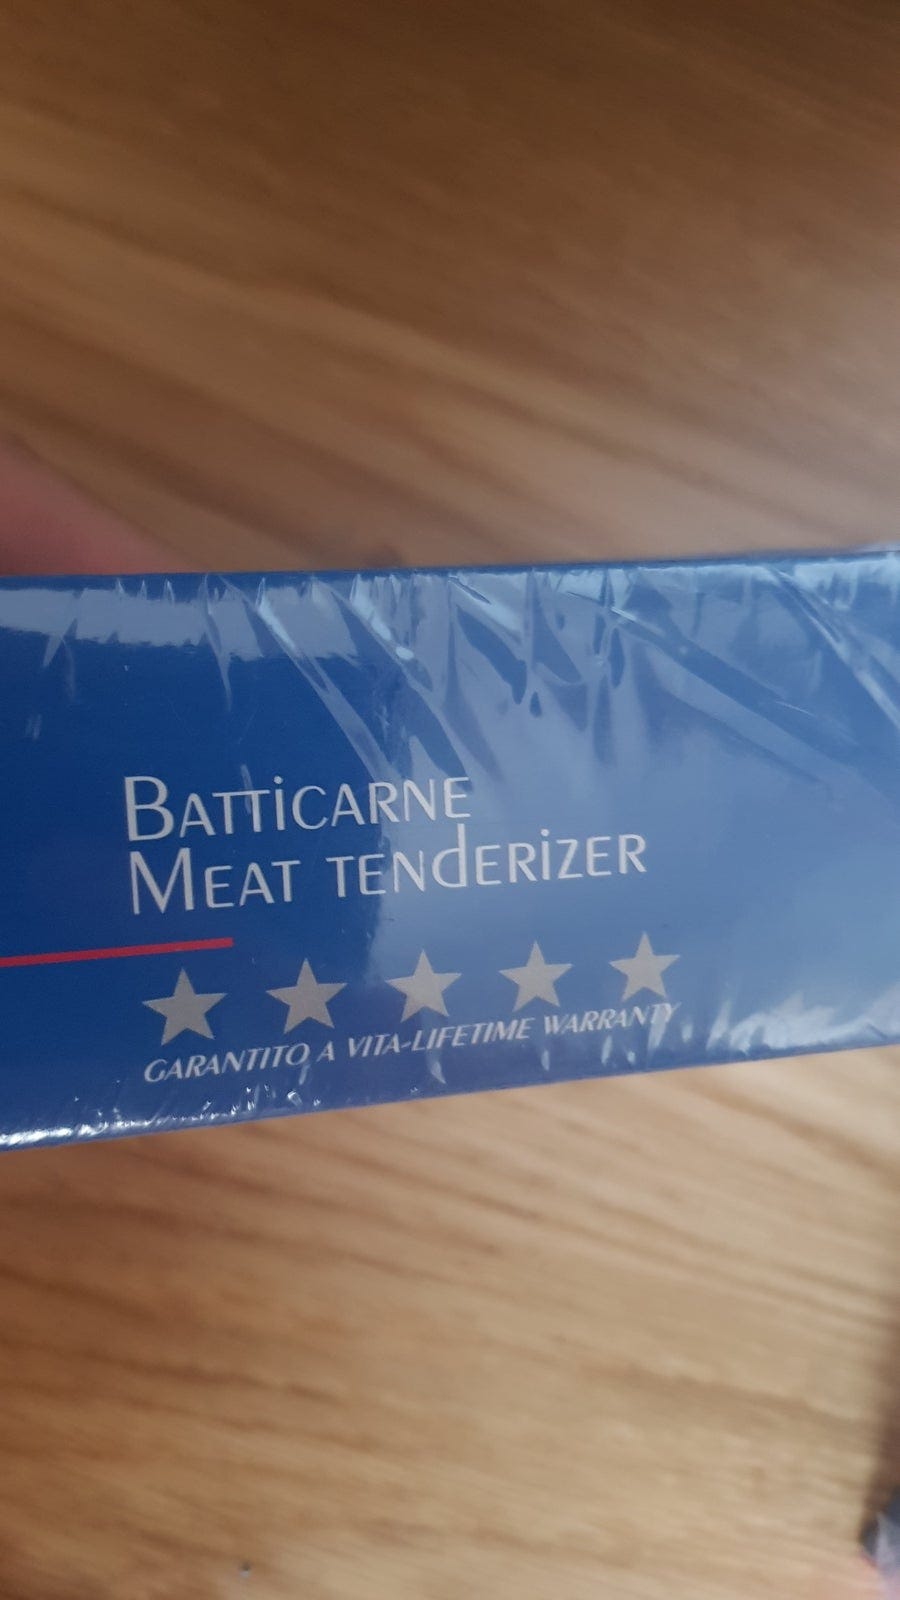 BATTiCARNE
MEAT TENdERiZER
GARANTITO A VITA-LIFETIME WARRANTY